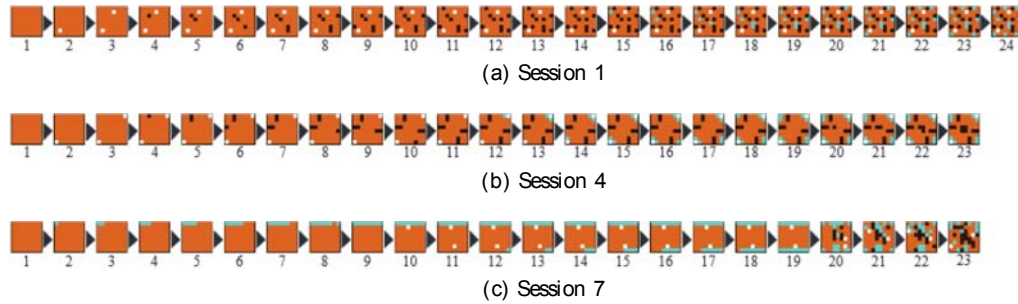 1 2 3 4 5 6 7 8 9 10 11 12 13 14 15 16 17 18 19 20 21 22 23 24
(a) Session 1
1 2 3 4 5 6 7 8 9 10 11 12 13 14 15 16 17 18 19 20 21 22 23
(b) Session 4
1 2 3 4 5 6 7 8 9 10 11 12 13 14 15 16 17 18 19 20 21 22 23
(c) Session 7